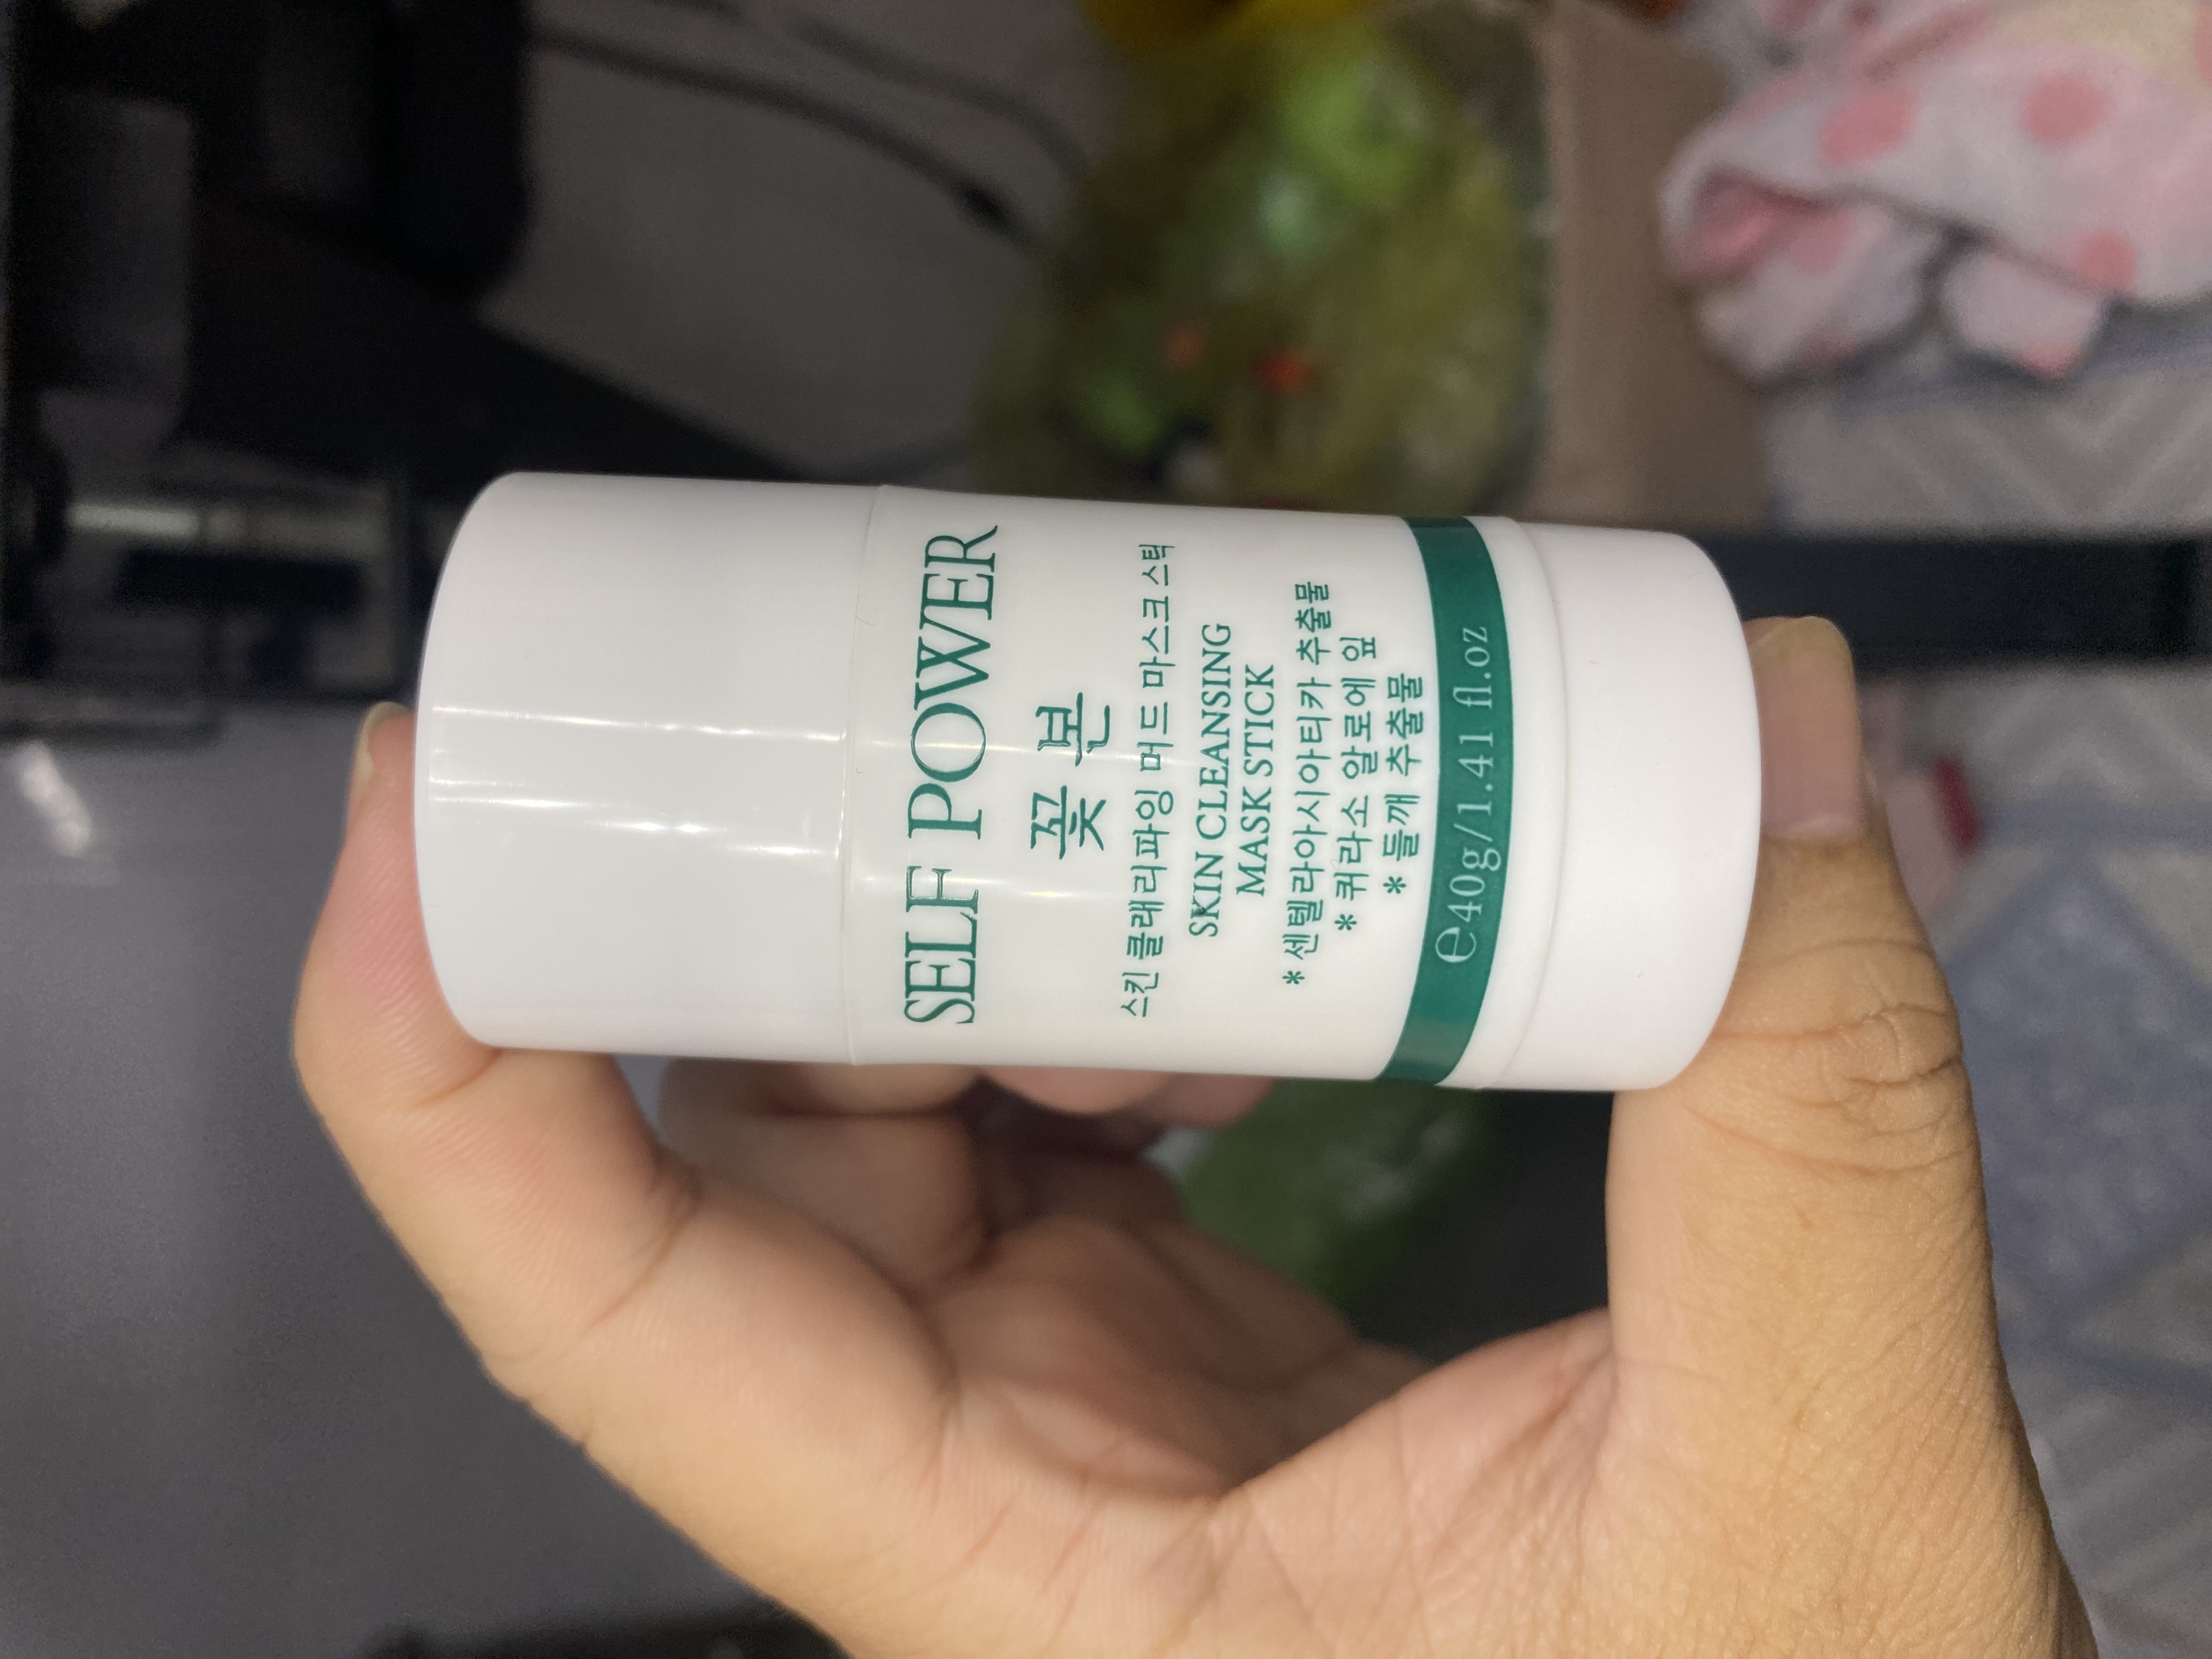 SELF POWER
꽃 본
스킨 클래리파잉 머드 마스크 스틱
SKIN CLEANSING
MASK STICK
* 센텔라아시아티카 추출물
* 퀴라소 알로에 잎
* 들깨 추출물
e40g/1.41 fl.oz